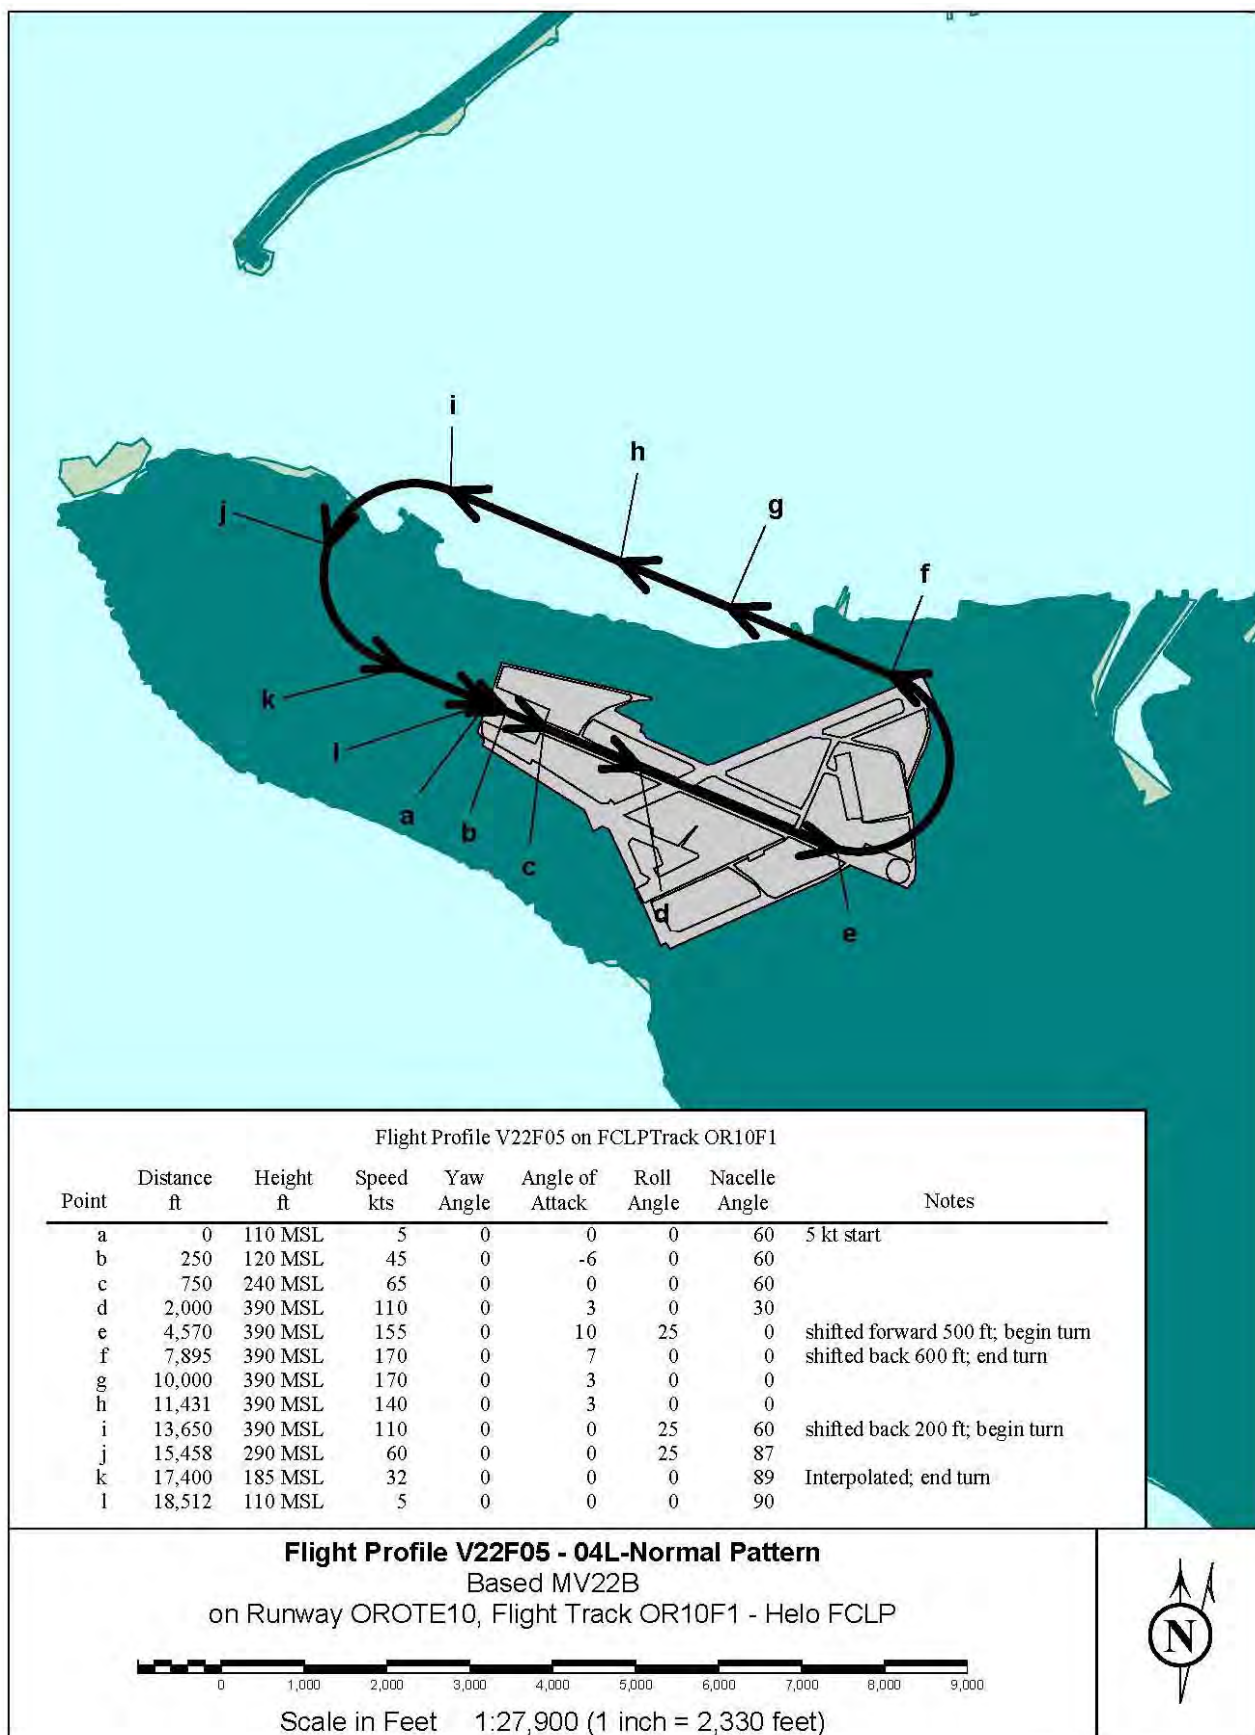 i
h
g
j
f
k
l
a
b
c
d
e
Flight Profile V22F05 on FCLPTrack OR10F1
Point Distance ft Height ft Speed kts Yaw Angle Angle of Attack Roll Angle Nacelle Angle Notes
a 0 110 MSL 5 0 0 0 60 5 kt start
b 250 120 MSL 45 0 -6 0 60
c 750 240 MSL 65 0 0 0 60
d 2,000 390 MSL 110 0 3 0 30
e 4,570 390 MSL 155 0 10 25 0 shifted forward 500 ft; begin turn
f 7,895 390 MSL 170 0 7 0 0 shifted back 600 ft; end turn
g 10,000 390 MSL 170 0 3 0 0
h 11,431 390 MSL 140 0 3 0 0
i 13,650 390 MSL 110 0 0 25 60 shifted back 200 ft; begin turn
j 15,458 290 MSL 60 0 0 25 87
k 17,400 185 MSL 32 0 0 0 89 Interpolated; end turn
l 18,512 110 MSL 5 0 0 0 90
Flight Profile V22F05 - 04L-Normal Pattern
Based MV22B
on Runway OROTE10, Flight Track OR10F1 - Helo FCLP
0 1,000 2,000 3,000 4,000 5,000 6,000 7,000 8,000 9,000
Scale in Feet 1:27,900 (1 inch = 2,330 feet)
N